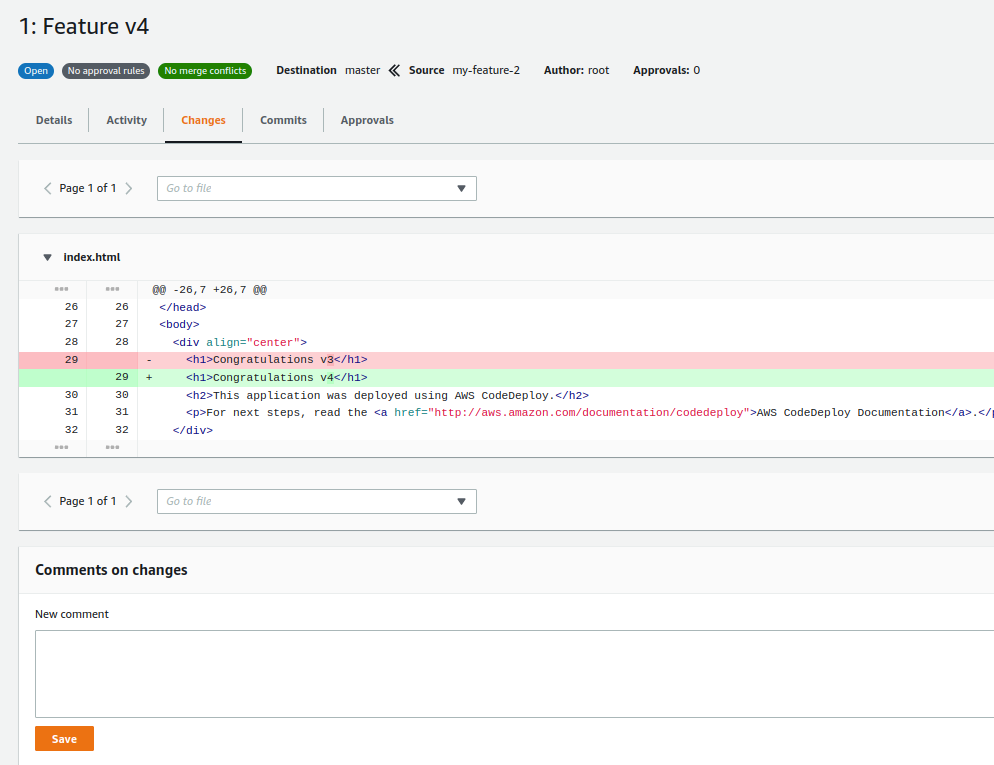 1: Feature v4
Open No approval rules No merge conflicts Destination master Source my-feature-2 Author: root Approvals: 0
Details Activity Changes Commits Approvals
Page 1 of 1 Go to file
index.html
@@ -26,7 +26,7 @@
26 26 </head>
27 27 <body>
28 28 <div align="center">
29 - <h1>Congratulations v3</h1>
29 + <h1>Congratulations v4</h1>
30 30 <h2>This application was deployed using AWS CodeDeploy.</h2>
31 31 <p>For next steps, read the <a href="http://aws.amazon.com/documentation/codedeploy">AWS CodeDeploy Documentation</a>.</p
32 32 </div>
Page 1 of 1 Go to file
Comments on changes
New comment
Save